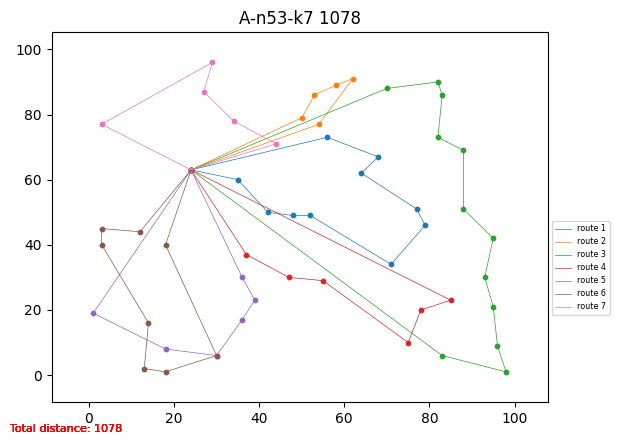 A-n53-k7 1078
100
80
60
40
20
0
0 20 40 60 80 100
route 1
route 2
route 3
route 4
route 5
route 6
route 7
Total distance: 1078